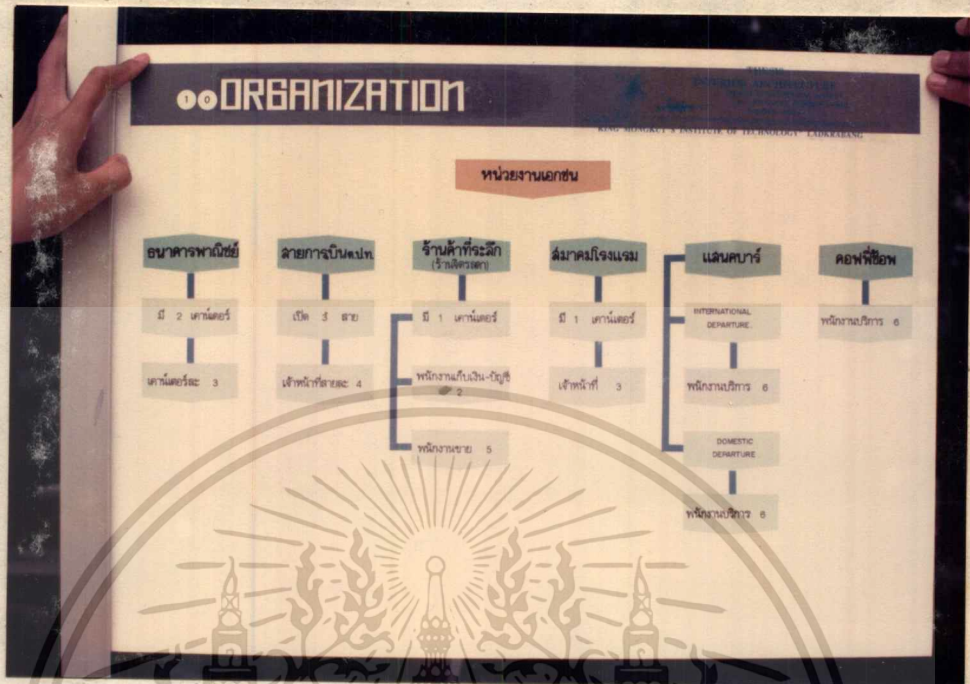 10 ORGANIZATION
KING MONGKUT'S INSTITUTE OF TECHNOLOGY LADKRABANG
หน่วยงานเอกชน
ธนาคารพาณิชย์
มี 2 เคาน์เตอร์
เคาน์เตอร์ละ 3
สายการบินตปท.
เปิด 3 สาย
เจ้าหน้าที่สายละ 4
ร้านค้าที่ระลึก
(ร้านจิตรลดา)
มี 1 เคาน์เตอร์
พนักงานเก็บเงิน-บัญชี
2
พนักงานขาย 5
สมาคมโรงแรม
มี 1 เคาน์เตอร์
เจ้าหน้าที่ 3
แสนคบาร์
INTERNATIONAL
DEPARTURE.
พนักงานบริการ 6
DOMESTIC
DEPARTURE
พนักงานบริการ 6
คอฟฟี่ช็อพ
พนักงานบริการ 6